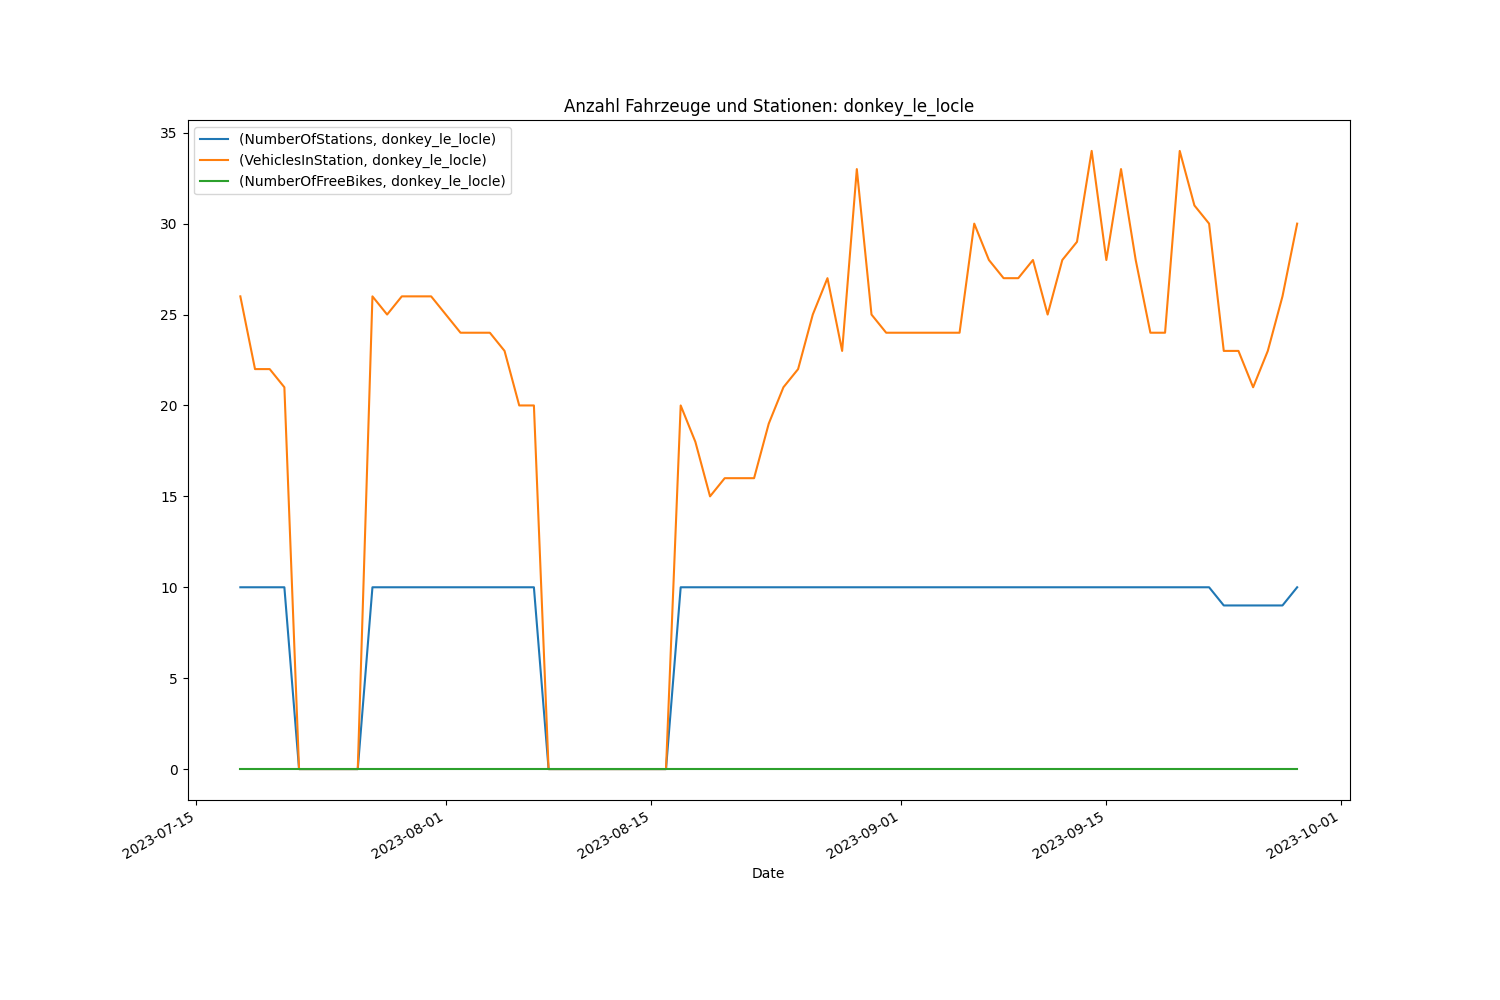 Anzahl Fahrzeuge und Stationen: donkey_le_locle
(NumberOfStations, donkey_le_locle)
(VehiclesInStation, donkey_le_locle)
(NumberOfFreeBikes, donkey_le_locle)
35
30
25
20
15
10
5
0
2023-07-15
2023-08-01
2023-08-15
2023-09-01
2023-09-15
2023-10-01
Date